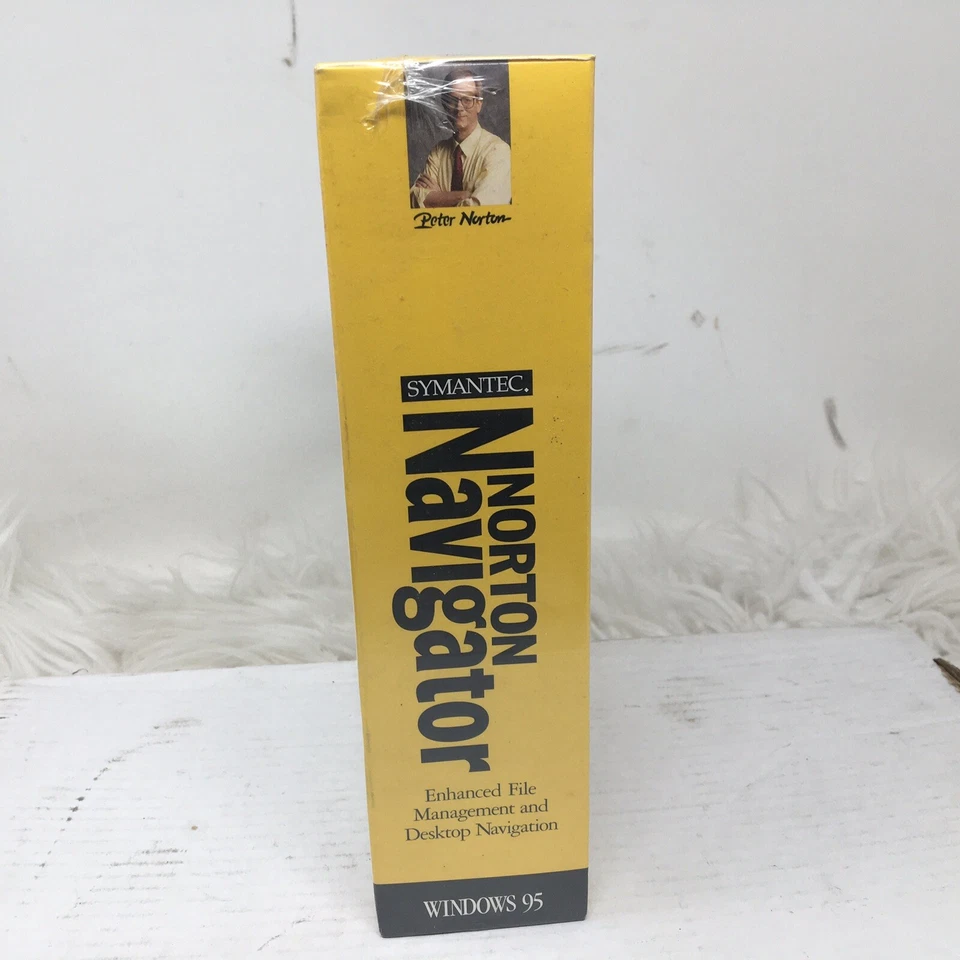 Peter Norton
SYMANTEC.
NORTON
Navigator
Enhanced File
Management and
Desktop Navigation
WINDOWS 95